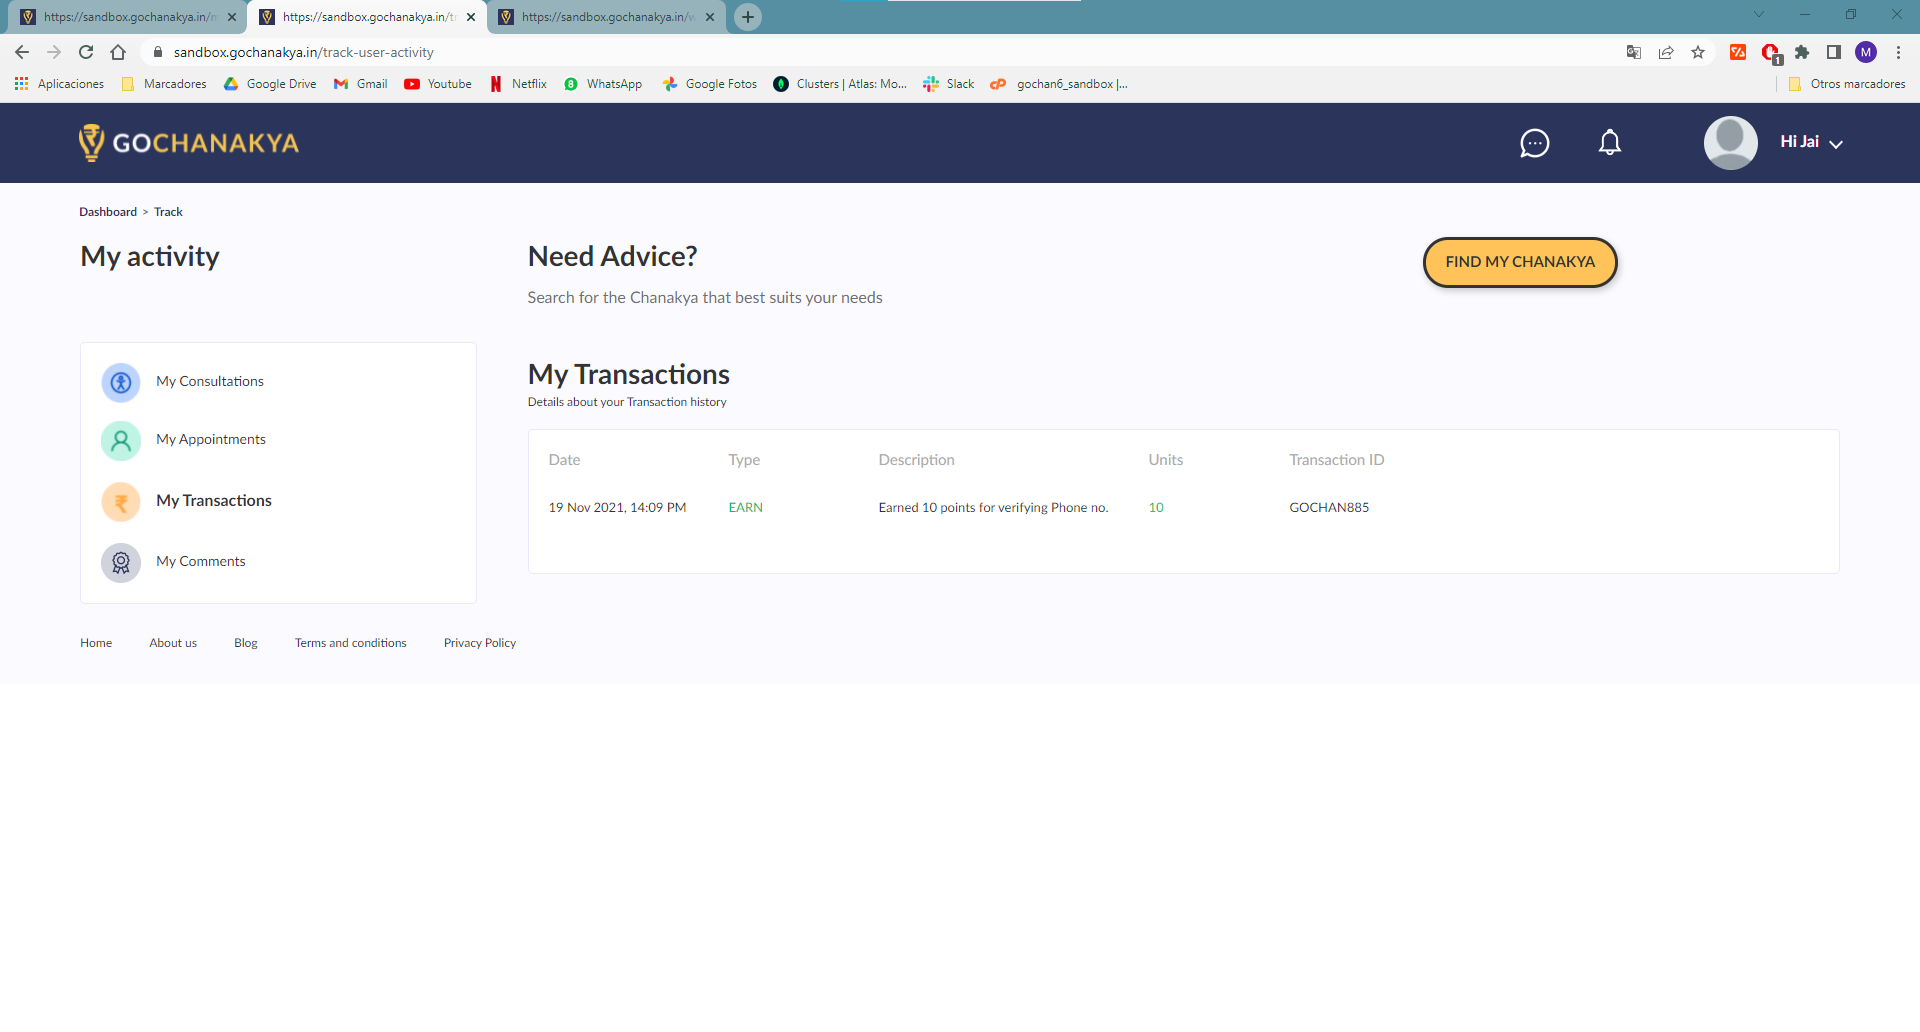 https://sandbox.gochanakya.in/
https://sandbox.gochanakya.in/tr
https://sandbox.gochanakya.in/w
sandbox.gochanakya.in/track-user-activity
1
M
Aplicaciones
Marcadores
Google Drive
Gmail
Youtube
Netflix
8
WhatsApp
Google Fotos
Clusters | Atlas: Mo...
Slack
gochan6_sandbox |...
Otros marcadores
GOCHANAKYA
Hi Jai
Dashboard > Track
My activity
Need Advice?
FIND MY CHANAKYA
Search for the Chanakya that best suits your needs
My Consultations
My Appointments
₹ My Transactions
My Comments
My Transactions
Details about your Transaction history
Date Type Description Units Transaction ID
19 Nov 2021, 14:09 PM EARN Earned 10 points for verifying Phone no. 10 GOCHAN885
Home About us Blog Terms and conditions Privacy Policy